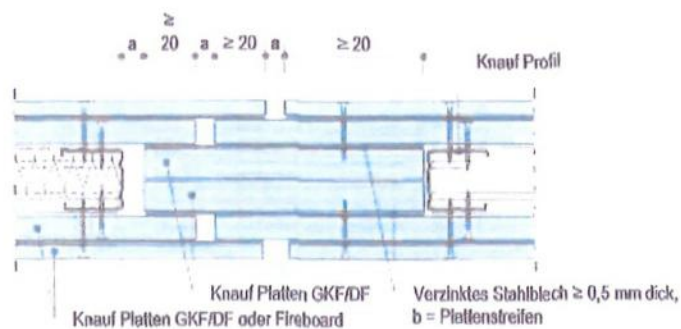 ≥
a 20 a ≥ 20 a ≥ 20
Knauf Profil
Knauf Platten GKF/DF
Knauf Platten GKF/DF oder Fireboard
Verzinktes Stahlblech ≥ 0,5 mm dick,
b = Plattenstreifen